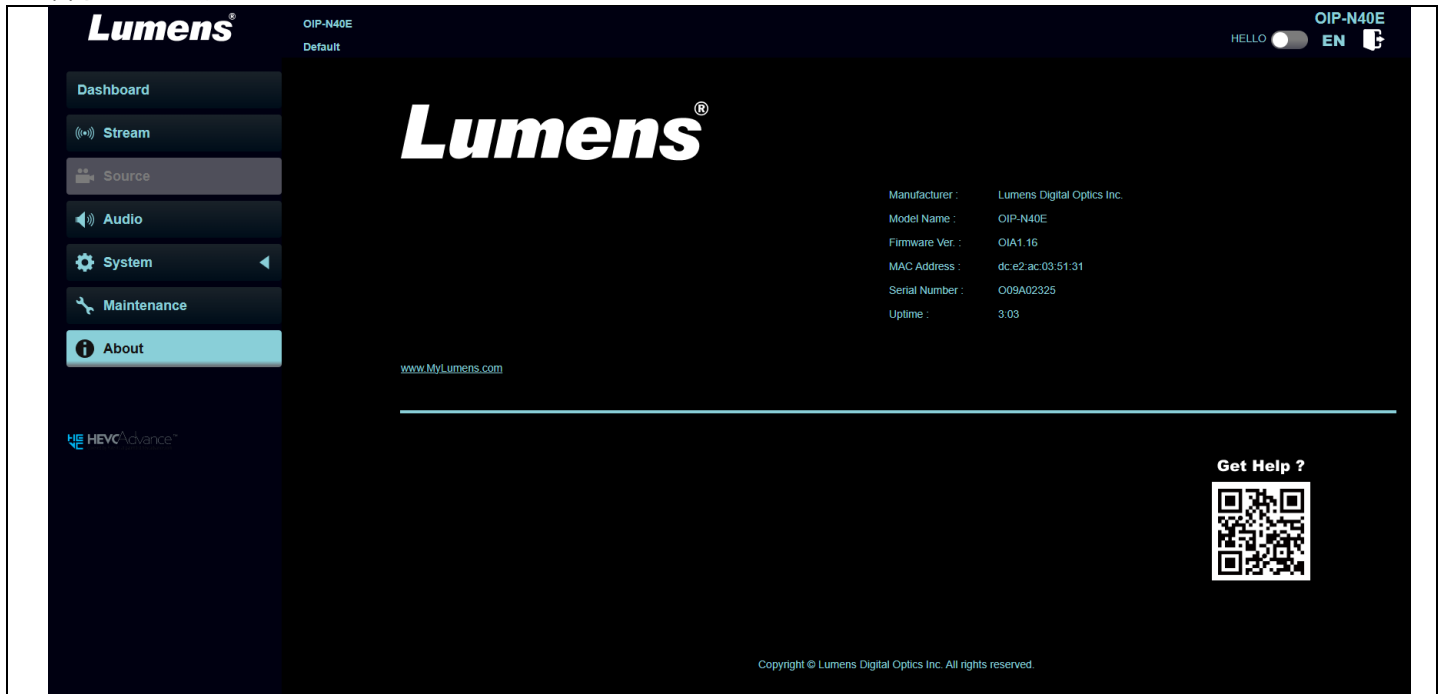 Lumens®
OIP-N40E
Default
OIP-N40E
HELLO
EN
Dashboard
Stream
Source
Audio
System
Maintenance
About
HEVCAdvance™
Lumens®
Manufacturer : Lumens Digital Optics Inc.
Model Name : OIP-N40E
Firmware Ver. : OIA1.16
MAC Address : dc:e2:ac:03:51:31
Serial Number : O09A02325
Uptime : 3:03
www.MyLumens.com
Get Help ?
Copyright © Lumens Digital Optics Inc. All rights reserved.